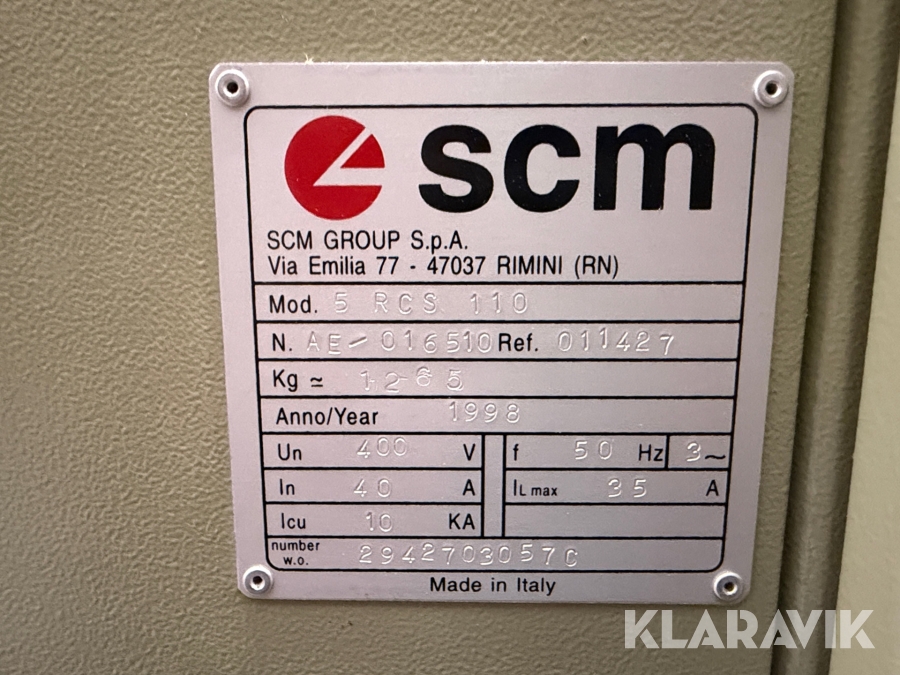 scm
SCM GROUP S.p.A.
Via Emilia 77 - 47037 RIMINI (RN)
Mod. 5 RCS 110
N. AE-016510 Ref. 011427
Kg ≃ 1265
Anno/Year 1998
Un 400 V f 50 Hz 3~
In 40 A IL max 35 A
Icu 10 KA
number w.o. 2942703057C
Made in Italy
KLARAVIK